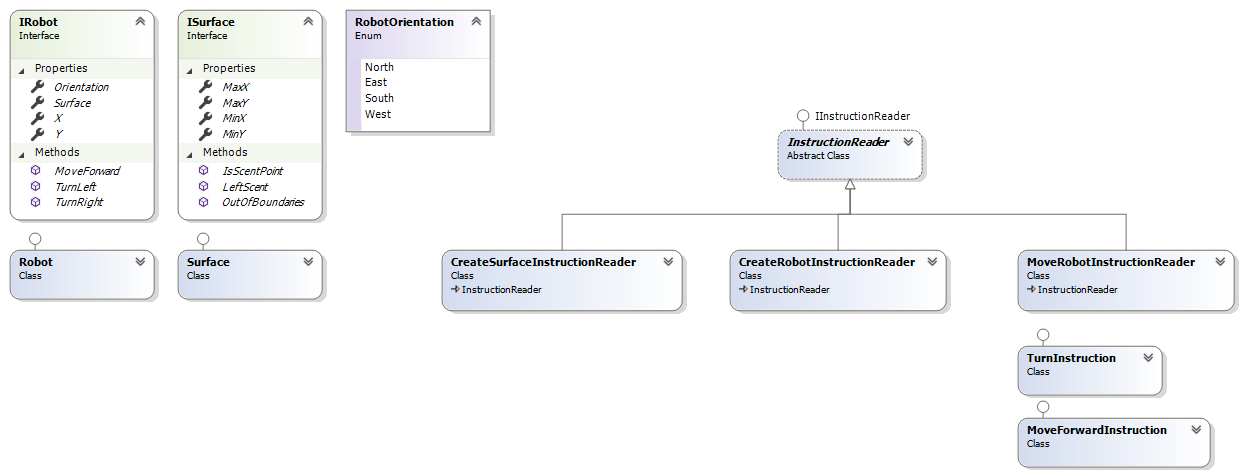 IRobot
Interface
Properties
Orientation
Surface
X
Y
Methods
MoveForward
TurnLeft
TurnRight
ISurface
Interface
Properties
MaxX
MaxY
MinX
MinY
Methods
IsScentPoint
LeftScent
OutOfBoundaries
RobotOrientation
Enum
North
East
South
West
Robot
Class
Surface
Class
IInstructionReader
InstructionReader
Abstract Class
CreateSurfaceInstructionReader
Class
InstructionReader
CreateRobotInstructionReader
Class
InstructionReader
MoveRobotInstructionReader
Class
InstructionReader
TurnInstruction
Class
MoveForwardInstruction
Class